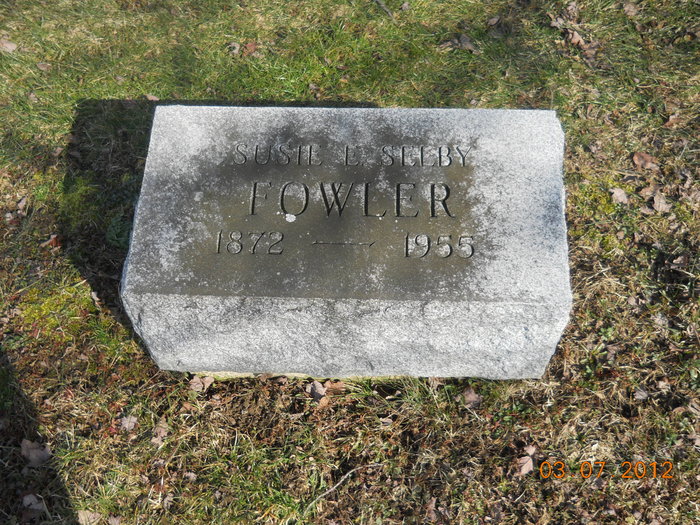 SUSIE E. SELBY
FOWLER
1872 — 1955
03.07.2012